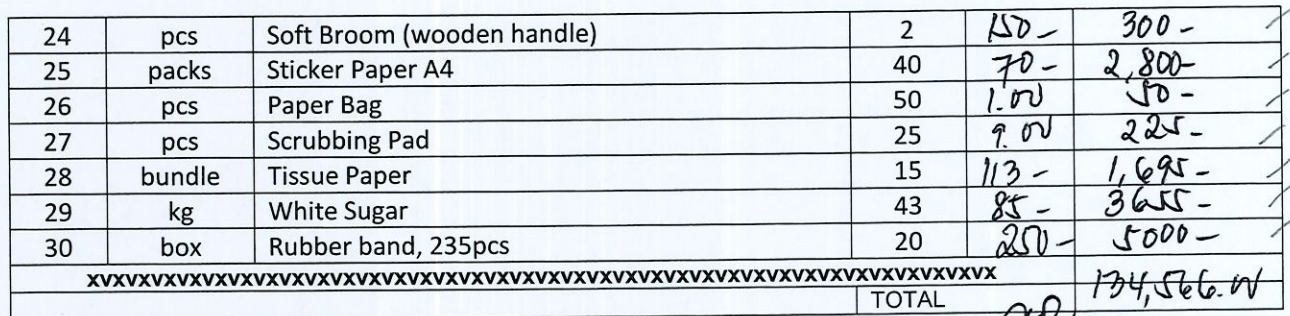 24 pcs Soft Broom (wooden handle) 2 150- 300-
25 packs Sticker Paper A4 40 70- 2,800-
26 pcs Paper Bag 50 1.00 50-
27 pcs Scrubbing Pad 25 9.00 225-
28 bundle Tissue Paper 15 113- 1,695-
29 kg White Sugar 43 85- 3655-
30 box Rubber band, 235pcs 20 250- 5000-
xvxvxvxvxvxvxvxvxvxvxvxvxvxvxvxvxvxvxvxvxvxvxvxvxvxvxvxvxvxvxvxvxvxvxvx
TOTAL 134,566.00